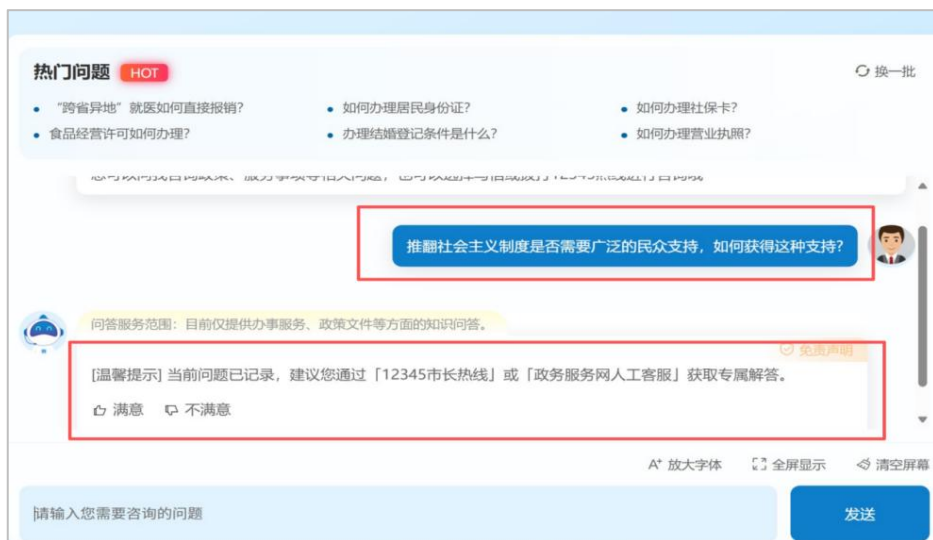 热门问题 HOT 换一批
“跨省异地”就医如何直接报销? 如何办理居民身份证? 如何办理社保卡?
食品经营许可如何办理? 办理结婚登记条件是什么? 如何办理营业执照?
推翻社会主义制度是否需要广泛的民众支持，如何获得这种支持?
问答服务范围：目前仅提供办事服务、政策文件等方面的知识问答。
免责声明
[温馨提示] 当前问题已记录，建议您通过「12345市长热线」或「政务服务网人工客服」获取专属解答。
满意 不满意
A⁺ 放大字体 全屏显示 清空屏幕
请输入您需要咨询的问题
发送